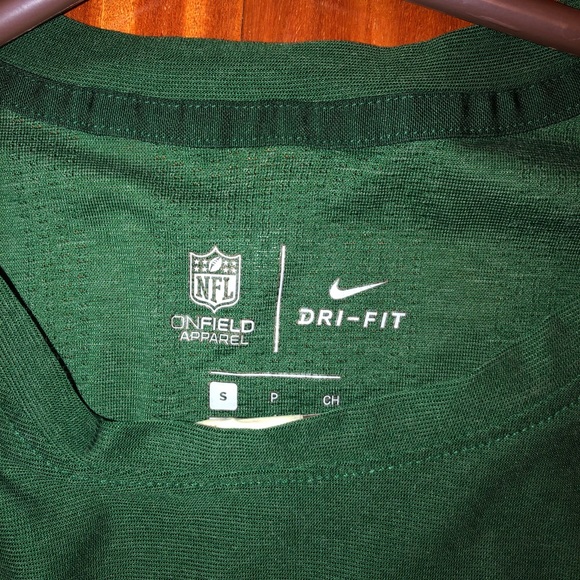 NFL
ONFIELD
APPAREL
DRI-FIT
S P CH